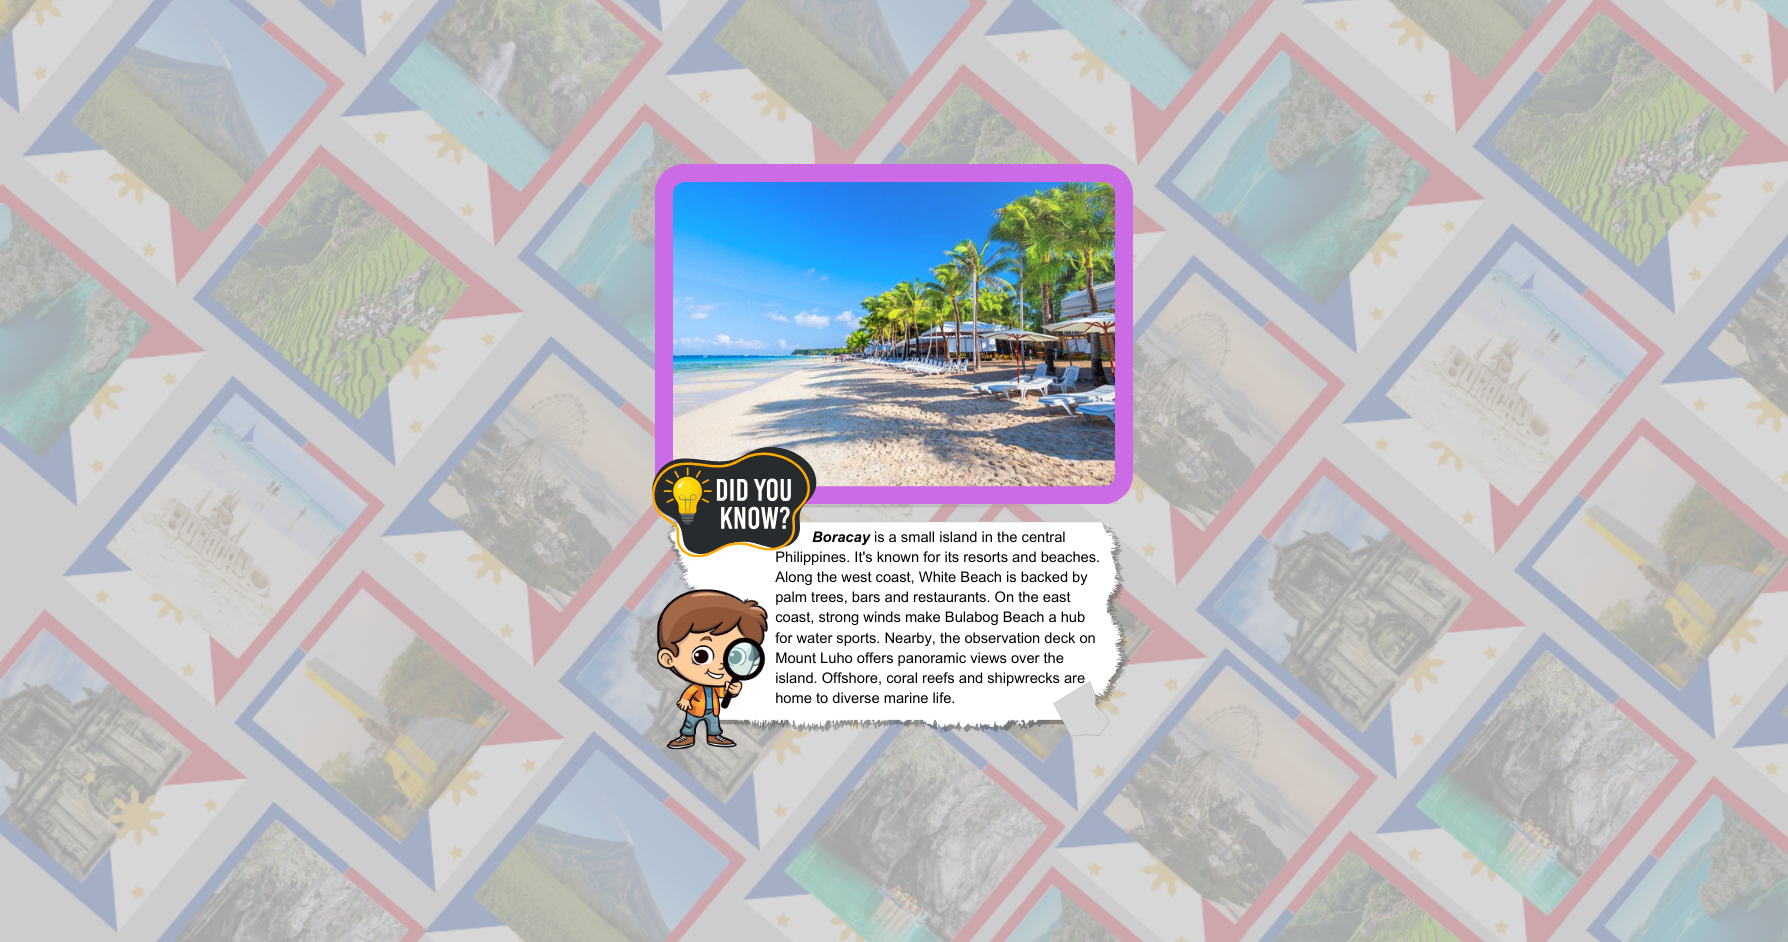 DID YOU
KNOW?
Boracay is a small island in the central
Philippines. It's known for its resorts and beaches.
Along the west coast, White Beach is backed by
palm trees, bars and restaurants. On the east
coast, strong winds make Bulabog Beach a hub
for water sports. Nearby, the observation deck on
Mount Luho offers panoramic views over the
island. Offshore, coral reefs and shipwrecks are
home to diverse marine life.
BORACAY
BORACAY